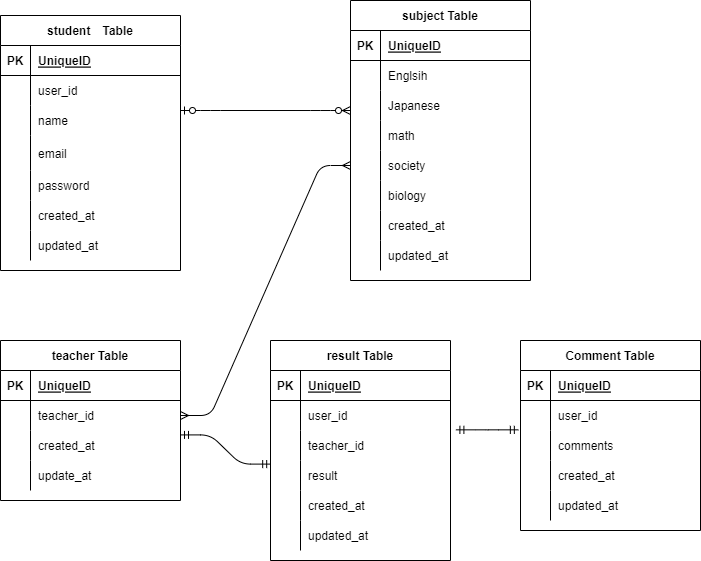 student Table
PK UniqueID
user_id
name
email
password
created_at
updated_at
subject Table
PK UniqueID
Englsih
Japanese
math
society
biology
created_at
updated_at
teacher Table
PK UniqueID
teacher_id
created_at
update_at
result Table
PK UniqueID
user_id
teacher_id
result
created_at
updated_at
Comment Table
PK UniqueID
user_id
comments
created_at
updated_at